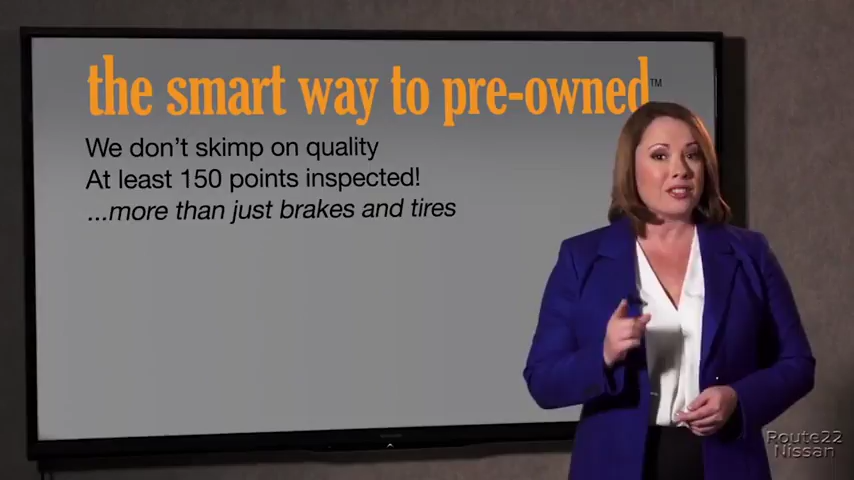 the smart way to pre-owned™
We don't skimp on quality
At least 150 points inspected!
...more than just brakes and tires
Route22
Nissan